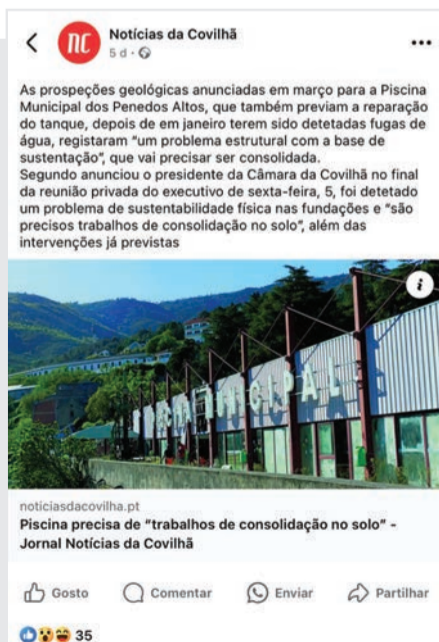 nc
Notícias da Covilhã
5 d ·
As prospeções geológicas anunciadas em março para a Piscina
Municipal dos Penedos Altos, que também previam a reparação
do tanque, depois de em janeiro terem sido detetadas fugas de
água, registaram “um problema estrutural com a base de
sustentação”, que vai precisar ser consolidada.
Segundo anunciou o presidente da Câmara da Covilhã no final
da reunião privada do executivo de sexta-feira, 5, foi detetado
um problema de sustentabilidade física nas fundações e “são
precisos trabalhos de consolidação no solo”, além das
intervenções já previstas
i
MUNICIPAL
noticiasdacovilha.pt
Piscina precisa de “trabalhos de consolidação no solo” -
Jornal Notícias da Covilhã
Gosto
Comentar
Enviar
Partilhar
35